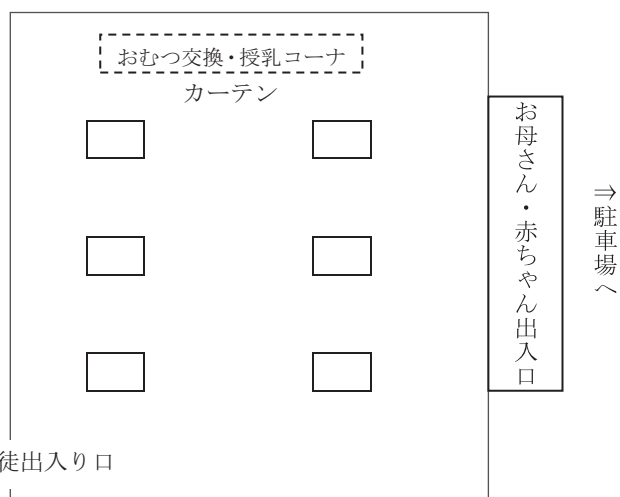 おむつ交換・授乳コーナ
カーテン
お母さん・赤ちゃん出入口
⇒駐車場へ
徒出入り口